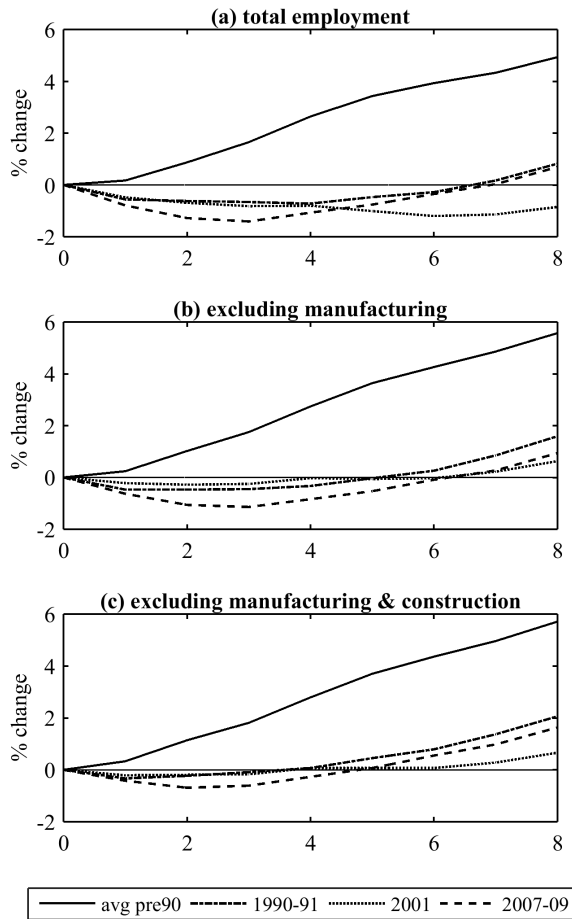 (a) total employment
6
4
2
0
-2
% change
0 2 4 6 8
(b) excluding manufacturing
6
4
2
0
-2
% change
0 2 4 6 8
(c) excluding manufacturing & construction
6
4
2
0
-2
% change
0 2 4 6 8
avg pre90 1990-91 2001 2007-09